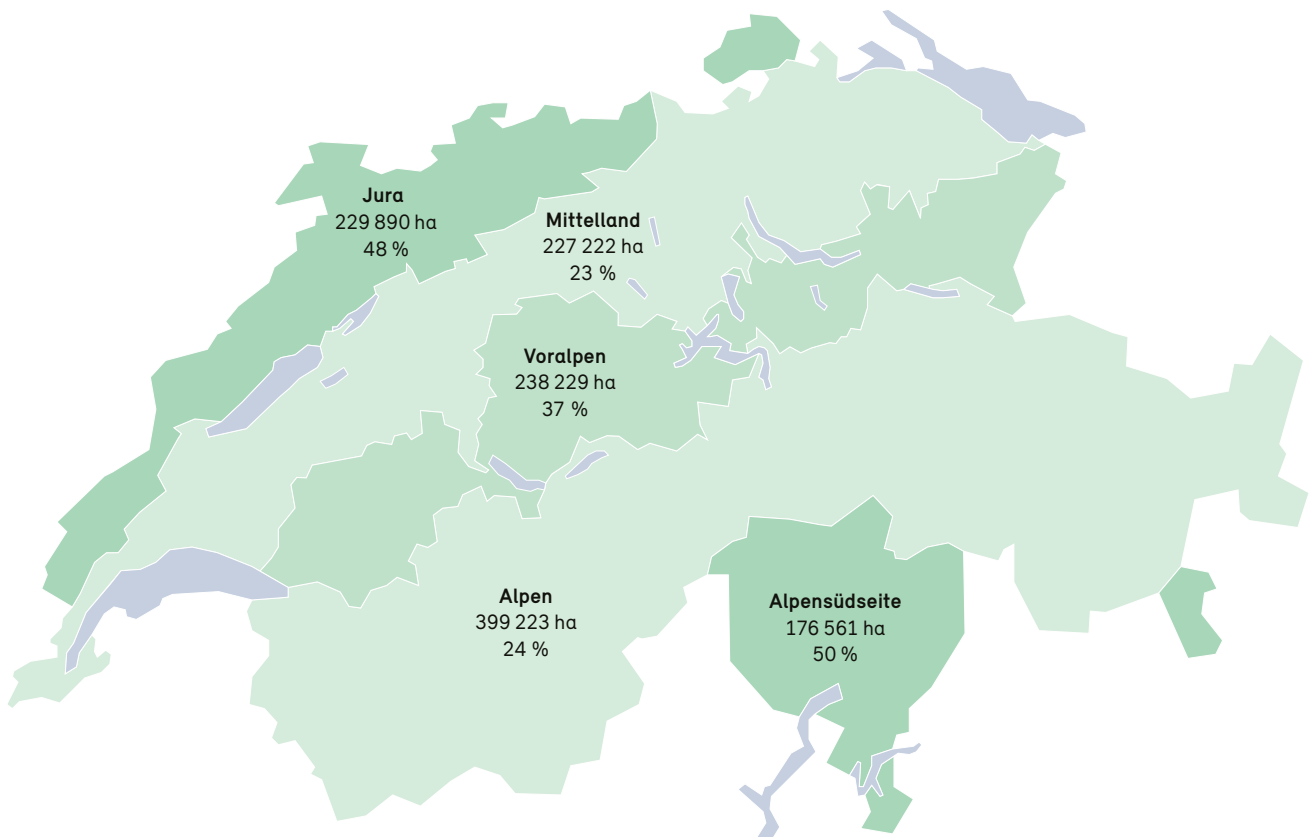 Jura
229 890 ha
48 %
Mittelland
227 222 ha
23 %
Voralpen
238 229 ha
37 %
Alpen
399 223 ha
24 %
Alpensüdseite
176 561 ha
50 %